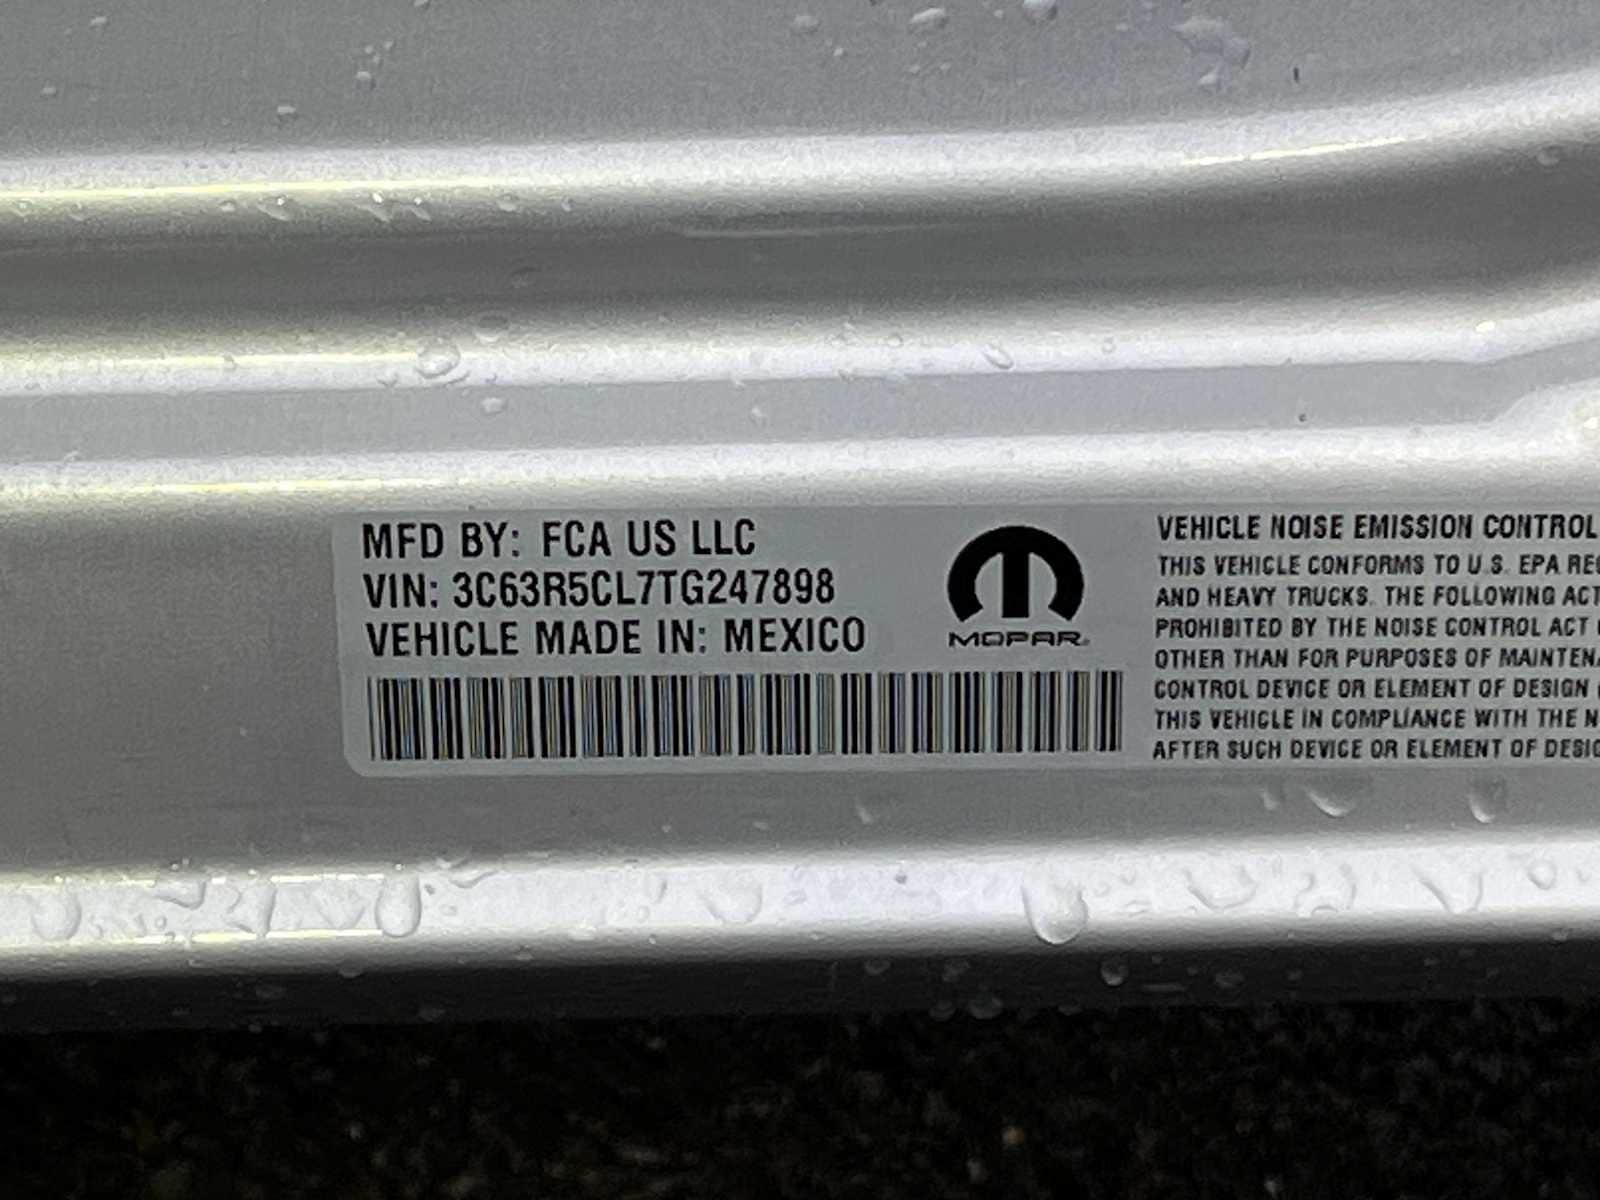 MFD BY: FCA US LLC
VIN: 3C63R5CL7TG247898
VEHICLE MADE IN: MEXICO
MOPAR
VEHICLE NOISE EMISSION CONTROL
THIS VEHICLE CONFORMS TO U.S. EPA
AND HEAVY TRUCKS. THE FOLLOWING ACT
PROHIBITED BY THE NOISE CONTROL ACT
OTHER THAN FOR PURPOSES OF
CONTROL DEVICE OR ELEMENT OF DESIGN
THIS VEHICLE IN COMPLIANCE WITH THE
AFTER SUCH DEVICE OR ELEMENT OF